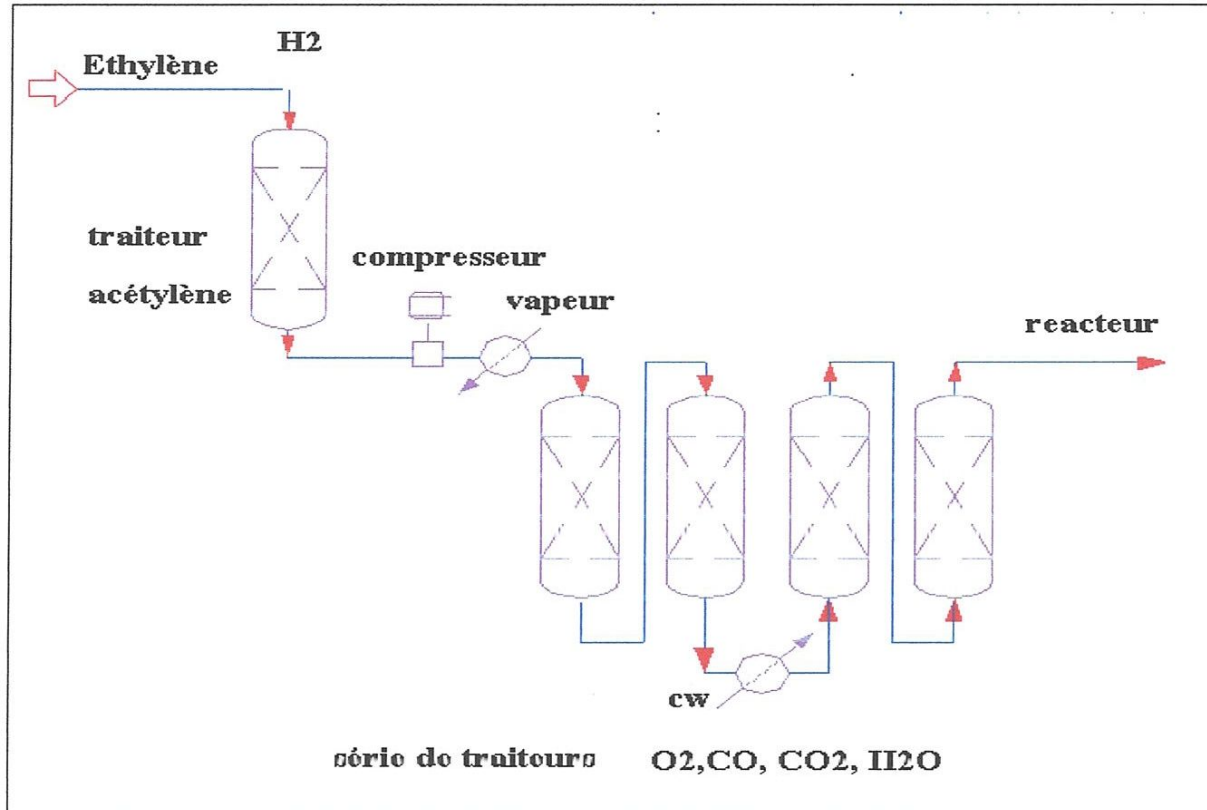 H2
Ethylène
traiteur
acétylène
compresseur
vapeur
reacteur
cw
série de traiteurs O2,CO, CO2, H2O